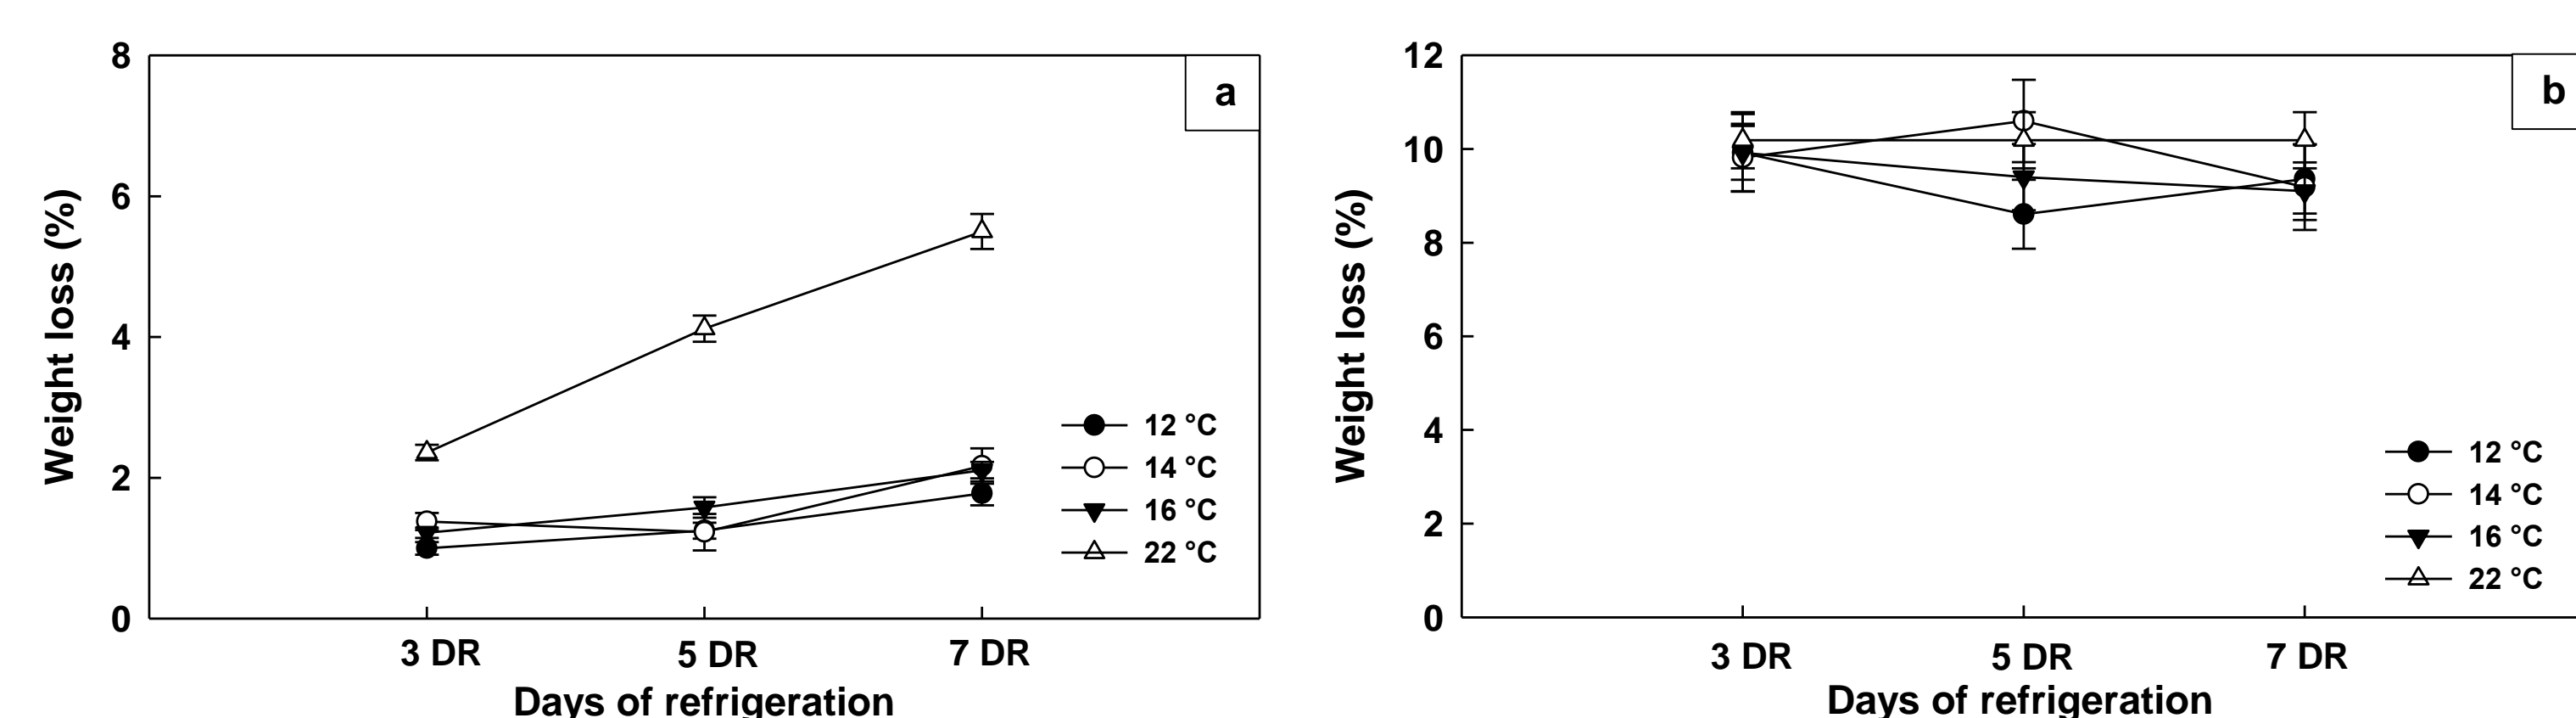 8
6
4
2
0
Weight loss (%)
a
12 °C
14 °C
16 °C
22 °C
3 DR
5 DR
7 DR
Days of refrigeration
12
10
8
6
4
2
0
Weight loss (%)
b
12 °C
14 °C
16 °C
22 °C
3 DR
5 DR
7 DR
Days of refrigeration